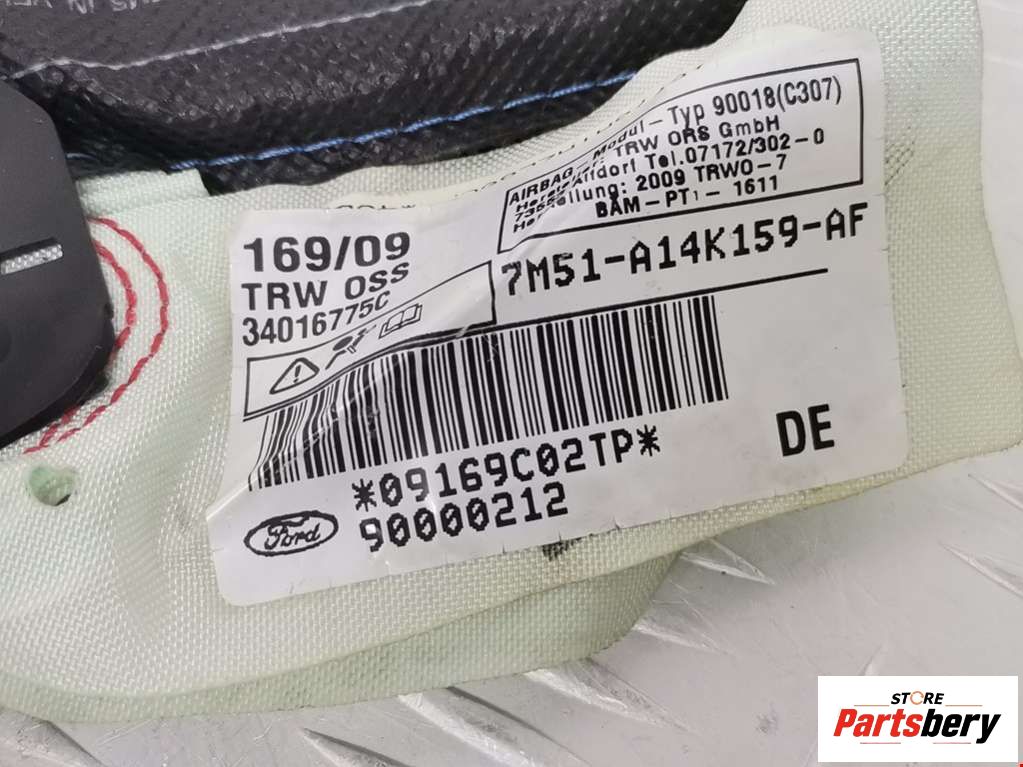 AIRBAG-Modul-Typ 90018(C307)
TRW ORS GmbH
Tel.07172/302-0
2009 TRWO-7
BAM-PT1-1611
169/09
TRW OSS
34016775C
7M51-A14K159-AF
*09169C02TP*
90000212
DE
Ford
STORE
Partsbery